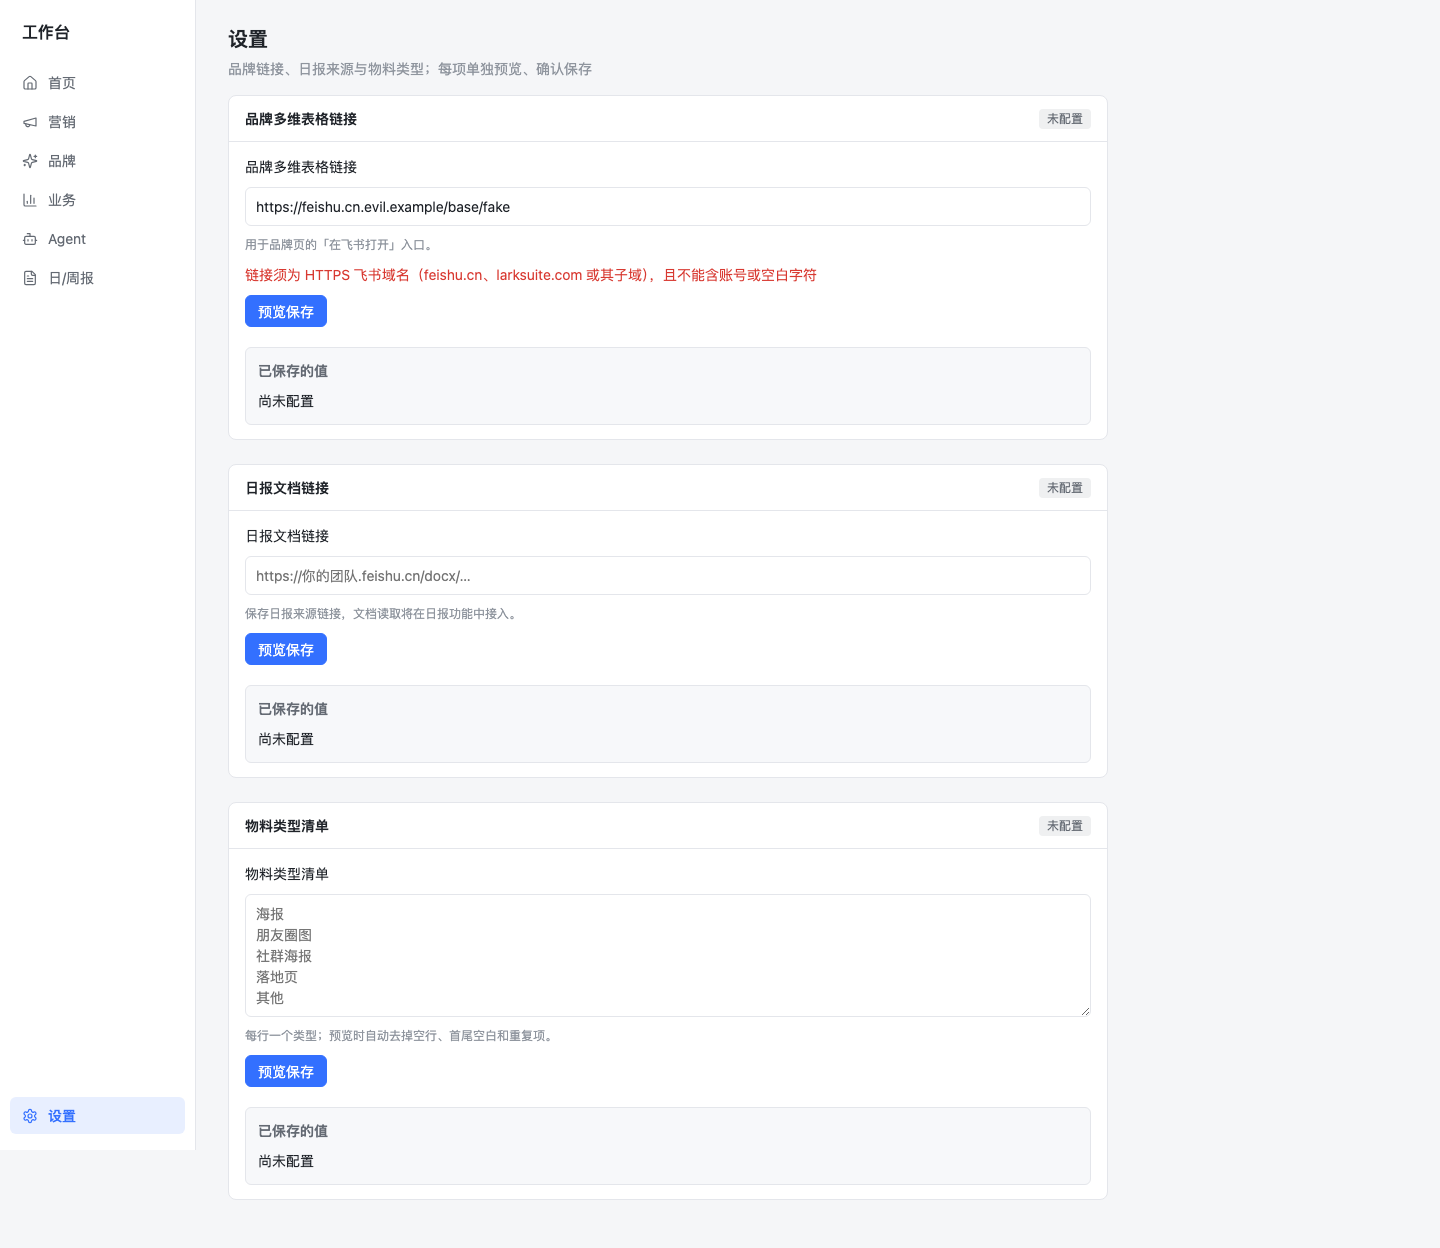 工作台
首页
营销
品牌
业务
Agent
日/周报
设置
设置
品牌链接、日报来源与物料类型；每项单独预览、确认保存
品牌多维表格链接
未配置
品牌多维表格链接
https://feishu.cn.evil.example/base/fake
用于品牌页的「在飞书打开」入口。
链接须为 HTTPS 飞书域名（feishu.cn、larksuite.com 或其子域），且不能含账号或空白字符
预览保存
已保存的值
尚未配置
日报文档链接
未配置
日报文档链接
https://你的团队.feishu.cn/docx/...
保存日报来源链接，文档读取将在日报功能中接入。
预览保存
已保存的值
尚未配置
物料类型清单
未配置
物料类型清单
海报
朋友圈图
社群海报
落地页
其他
每行一个类型；预览时自动去掉空行、首尾空白和重复项。
预览保存
已保存的值
尚未配置